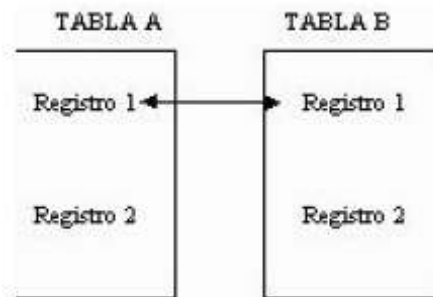 TABLA A TABLA B
Registro 1 Registro 1
Registro 2 Registro 2